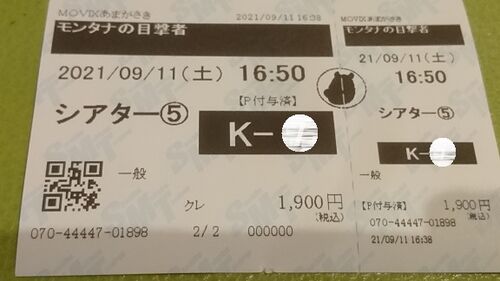 MOVIXあまがさき 2021/09/11 16:38
モンタナの目撃者
2021/09/11(土) 16:50
【P付与済】
シアター⑤
K-
一般
クレ 1,900円
(税込)
070-44447-01898 2/2 000000
MOVIXあまがさき
モンタナの目撃者
21/09/11(土)
16:50
シアター⑤
K-
一般
【P付与済】 1,900円
(税込)
070-44447-01898
21/09/11 16:38